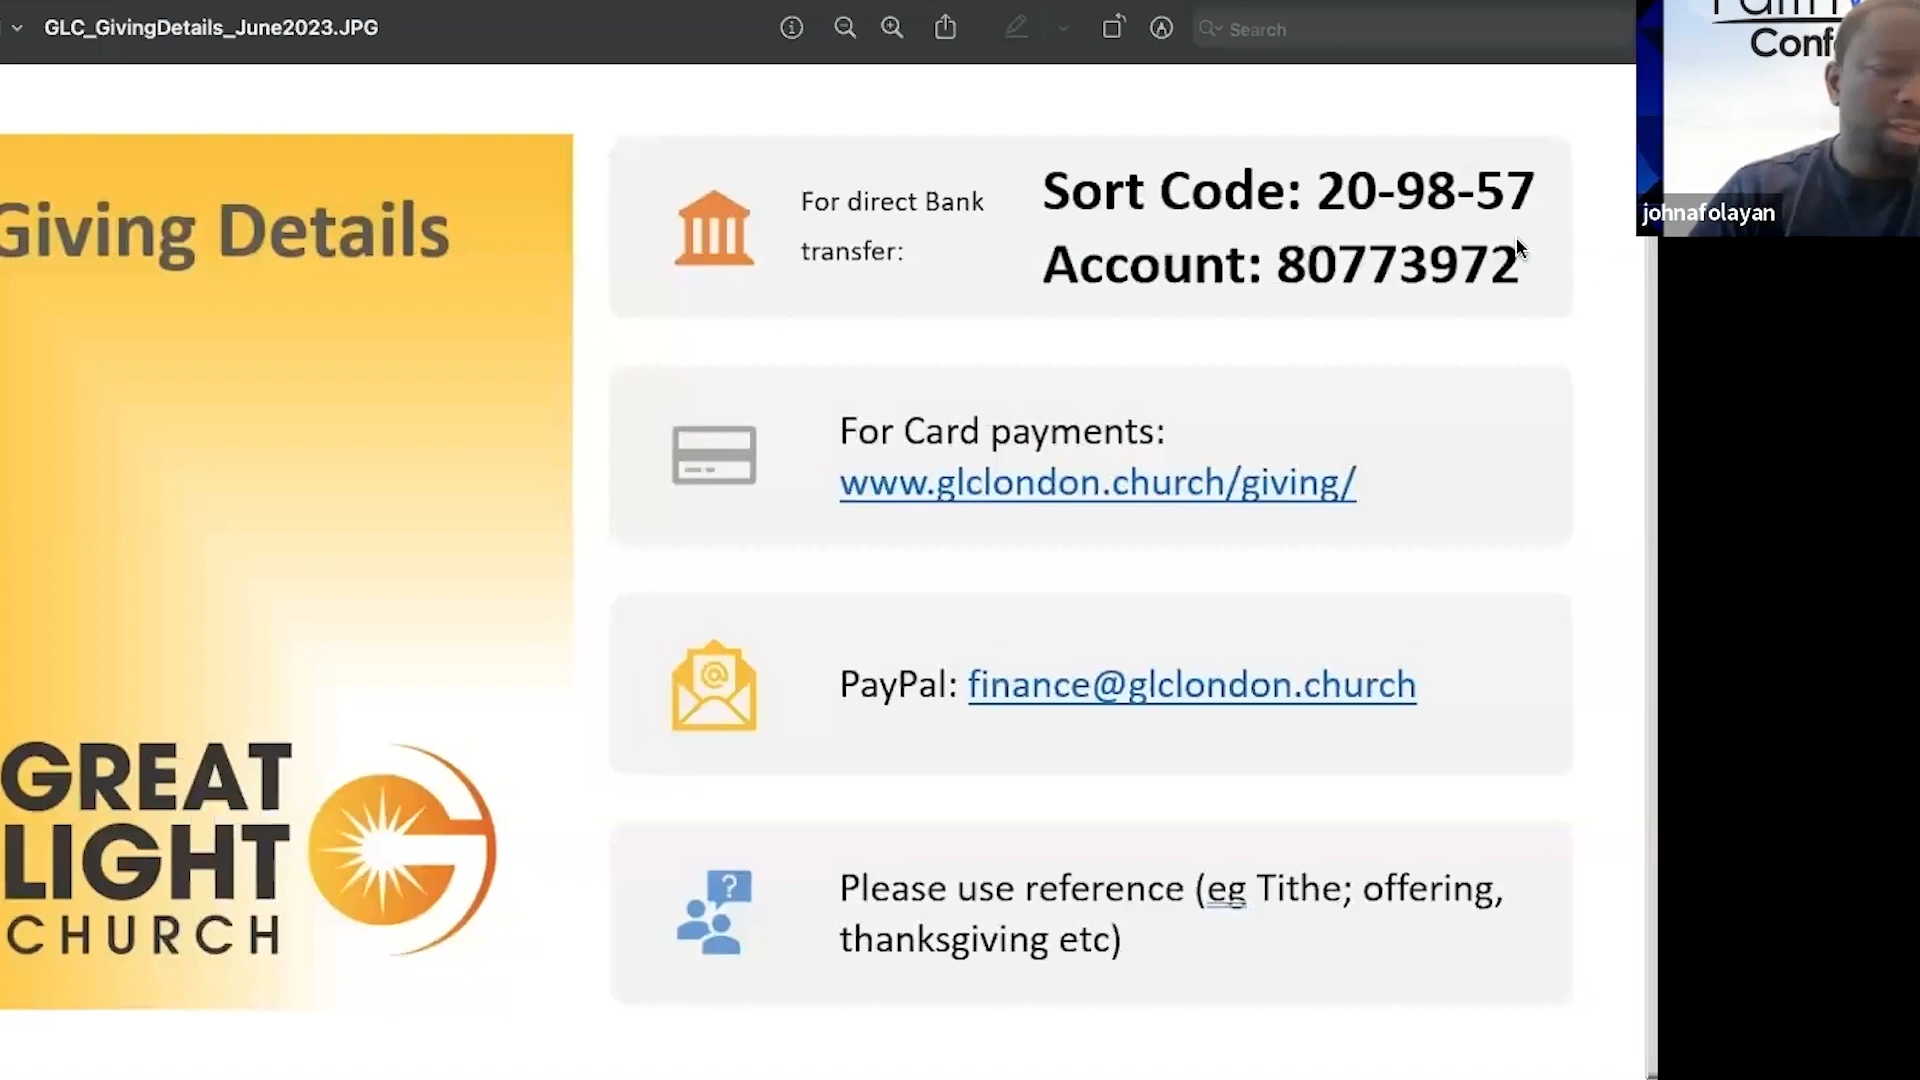 GLC_GivingDetails_June2023.JPG
Search
Conf
johnafolayan
Giving Details
For direct Bank
transfer:
Sort Code: 20-98-57
Account: 80773972
For Card payments:
www.glclondon.church/giving/
PayPal: finance@glclondon.church
Please use reference (eg Tithe; offering,
thanksgiving etc)
GREAT
LIGHT
CHURCH